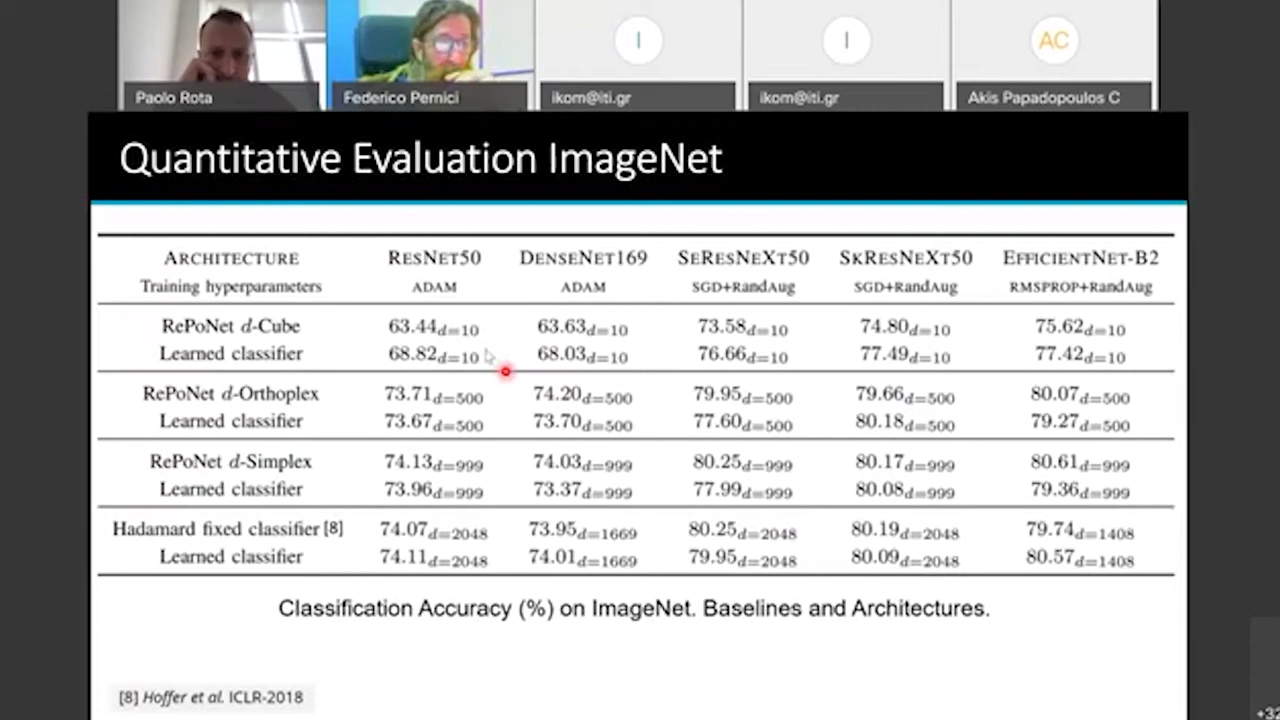 I
I
AC
Paolo Rota
Federico Pernici
ikom@iti.gr
ikom@iti.gr
Akis Papadopoulos C
Quantitative Evaluation ImageNet
ARCHITECTURE RESNET50 DENSENET169 SERESNEXT50 SKRESNEXT50 EFFICIENTNET-B2
Training hyperparameters ADAM ADAM SGD+RandAug SGD+RandAug RMSPROP+RandAug
RePoNet d-Cube 63.44d=10 63.63d=10 73.58d=10 74.80d=10 75.62d=10
Learned classifier 68.82d=10 68.03d=10 76.66d=10 77.49d=10 77.42d=10
RePoNet d-Orthoplex 73.71d=500 74.20d=500 79.95d=500 79.66d=500 80.07d=500
Learned classifier 73.67d=500 73.70d=500 77.60d=500 80.18d=500 79.27d=500
RePoNet d-Simplex 74.13d=999 74.03d=999 80.25d=999 80.17d=999 80.61d=999
Learned classifier 73.96d=999 73.37d=999 77.99d=999 80.08d=999 79.36d=999
Hadamard fixed classifier [8] 74.07d=2048 73.95d=1669 80.25d=2048 80.19d=2048 79.74d=1408
Learned classifier 74.11d=2048 74.01d=1669 79.95d=2048 80.09d=2048 80.57d=1408
Classification Accuracy (%) on ImageNet. Baselines and Architectures.
[8] Hoffer et al. ICLR-2018